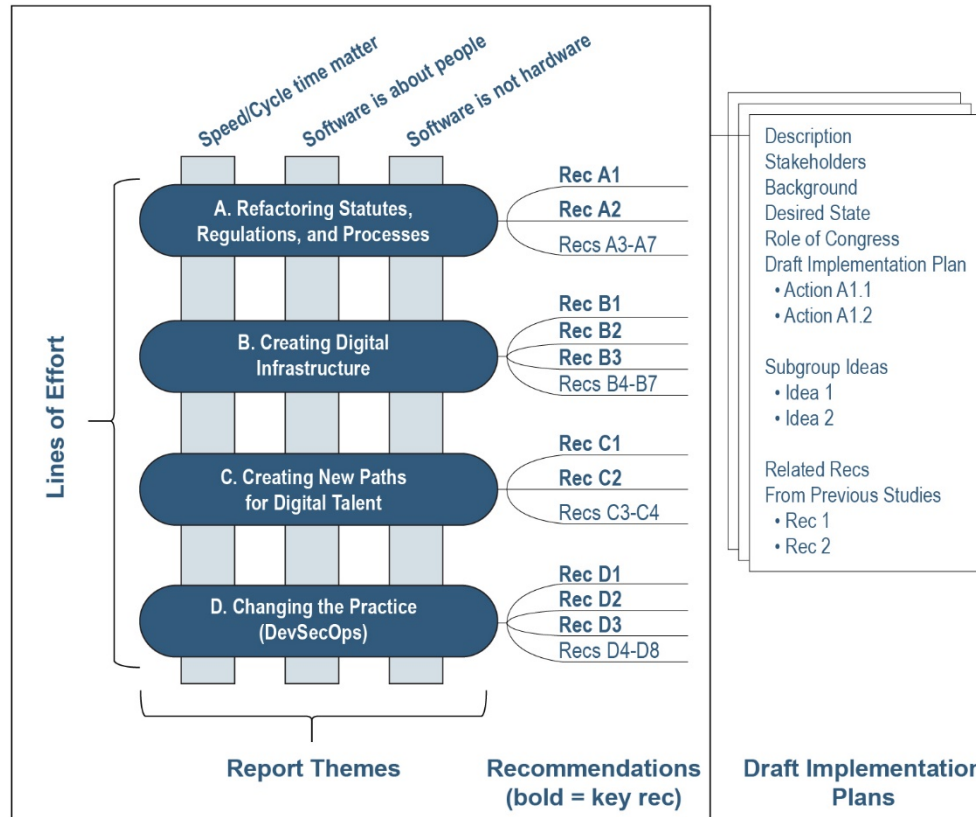 Speed/Cycle time matter
Software is about people
Software is not hardware
Lines of Effort
A. Refactoring Statutes,
Regulations, and Processes
Rec A1
Rec A2
Recs A3-A7
B. Creating Digital
Infrastructure
Rec B1
Rec B2
Rec B3
Recs B4-B7
C. Creating New Paths
for Digital Talent
Rec C1
Rec C2
Recs C3-C4
D. Changing the Practice
(DevSecOps)
Rec D1
Rec D2
Rec D3
Recs D4-D8
Report Themes
Recommendations
(bold = key rec)
Description
Stakeholders
Background
Desired State
Role of Congress
Draft Implementation Plan
• Action A1.1
• Action A1.2
Subgroup Ideas
• Idea 1
• Idea 2
Related Recs
From Previous Studies
• Rec 1
• Rec 2
Draft Implementation
Plans